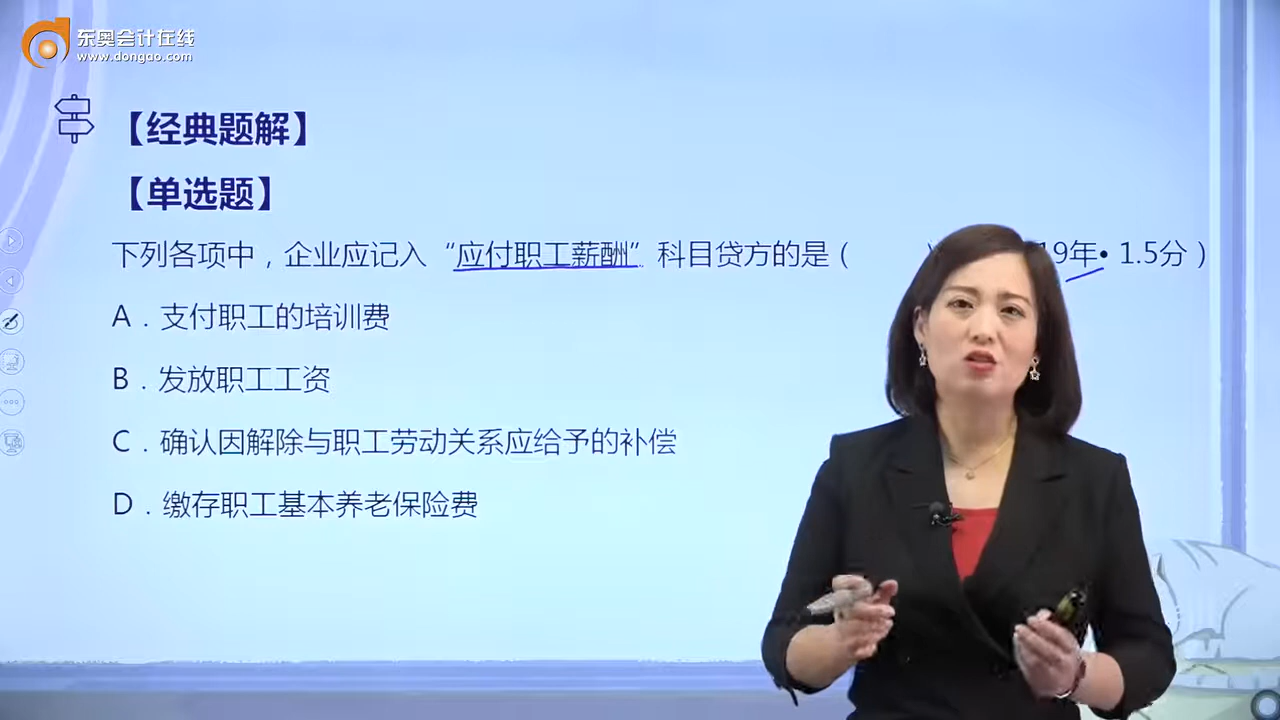 东奥会计在线
www.dongao.com
【经典题解】
【单选题】
下列各项中，企业应记入“应付职工薪酬”科目贷方的是（ ） 19年• 1.5分）
A．支付职工的培训费
B．发放职工工资
C．确认因解除与职工劳动关系应给予的补偿
D．缴存职工基本养老保险费